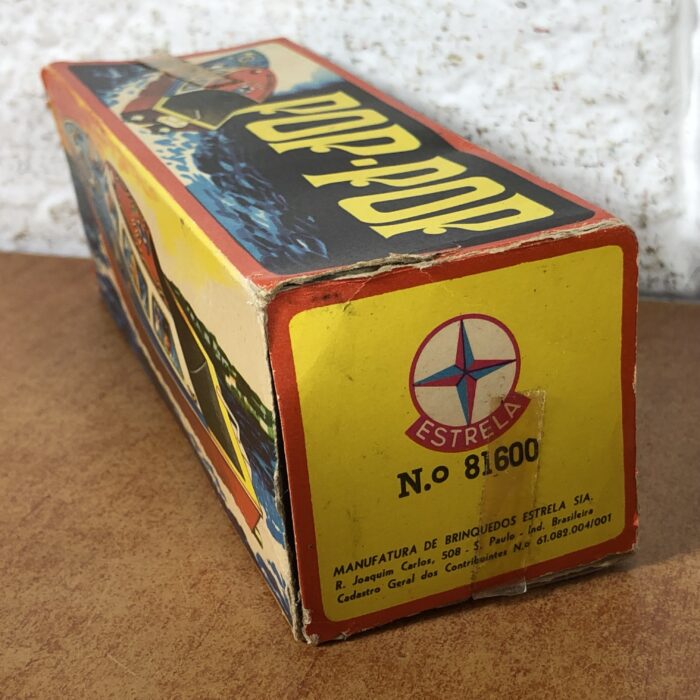 POP-POP
ESTRELA
N.o 81600
MANUFATURA DE BRINQUEDOS ESTRELA S/A.
R. Joaquim Carlos, 508 - S. Paulo - Ind. Brasileira
Cadastro Geral dos Contribuintes N.o 61.082.004/001